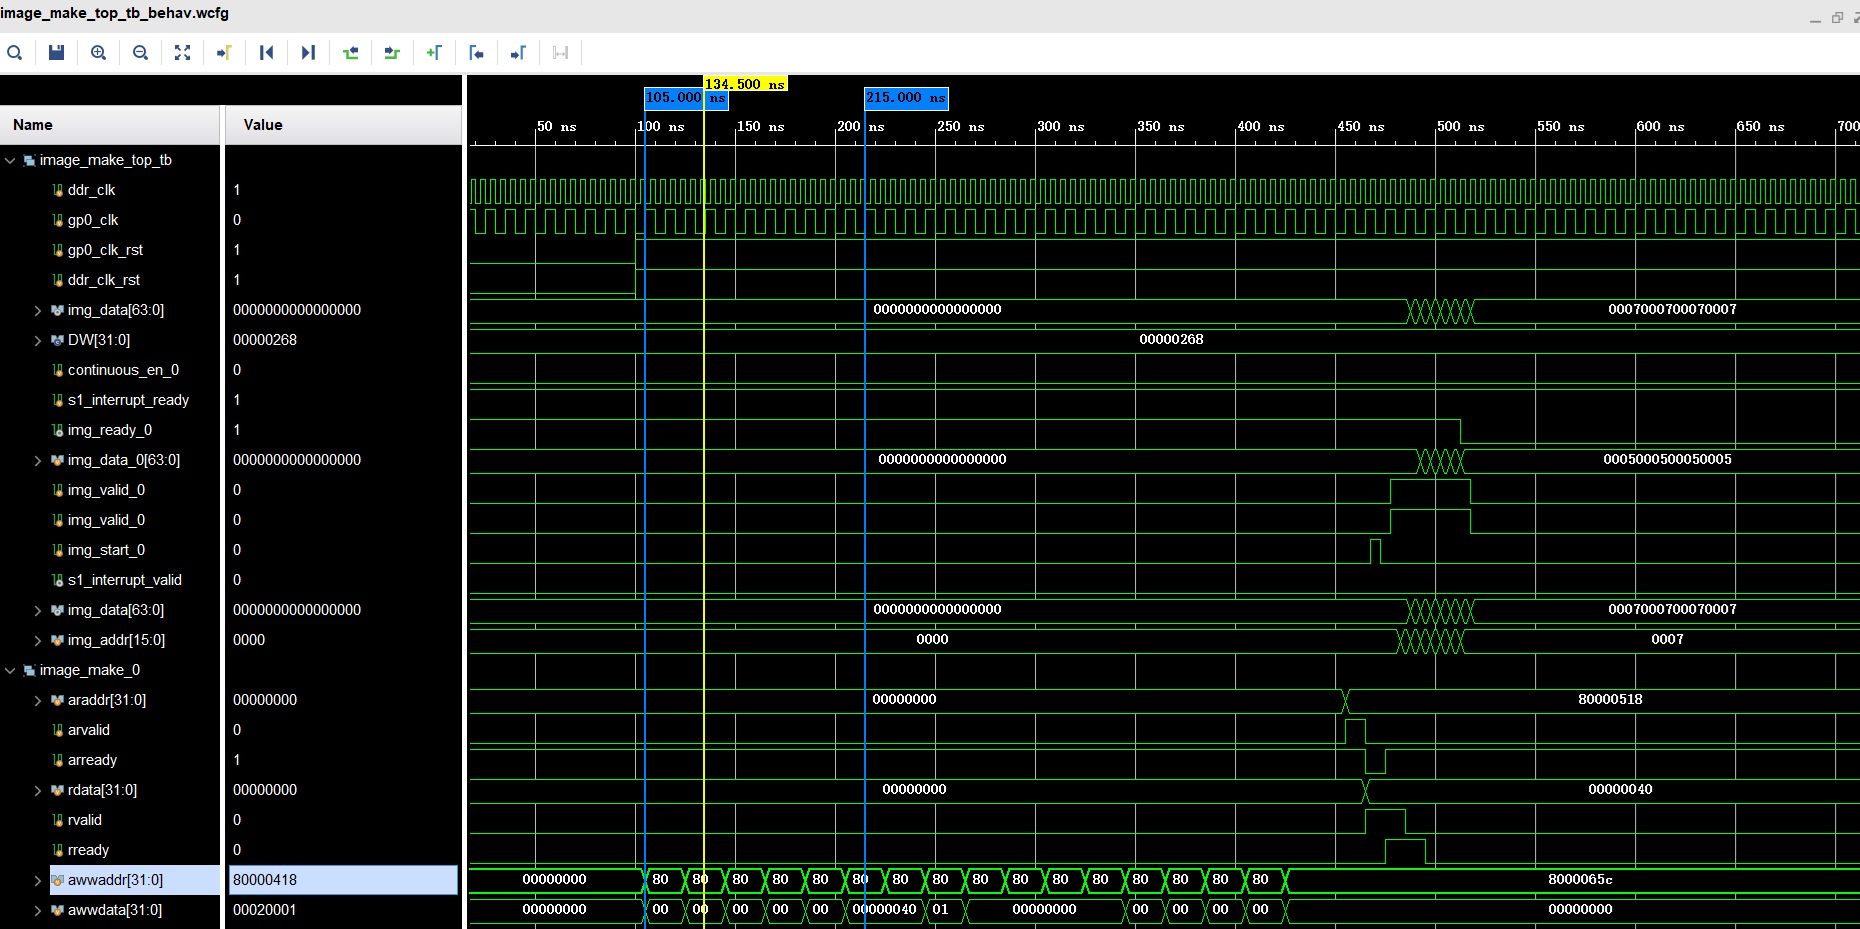 image_make_top_tb_behav.wcfg
134.500 ns
105.000 ns 215.000 ns
50 ns 100 ns 150 ns 200 ns 250 ns 300 ns 350 ns 400 ns 450 ns 500 ns 550 ns 600 ns 650 ns 700
Name Value
image_make_top_tb
ddr_clk 1
gp0_clk 0
gp0_clk_rst 1
ddr_clk_rst 1
img_data[63:0] 0000000000000000 0000000000000000 0007000700070007
DW[31:0] 00000268 00000268
continuous_en_0 0
s1_interrupt_ready 1
img_ready_0 1
img_data_0[63:0] 0000000000000000 0000000000000000 0005000500050005
img_valid_0 0
img_valid_0 0
img_start_0 0
s1_interrupt_valid 0
img_data[63:0] 0000000000000000 0000000000000000 0007000700070007
img_addr[15:0] 0000 0000 0007
image_make_0
araddr[31:0] 00000000 00000000 80000518
arvalid 0
arready 1
rdata[31:0] 00000000 00000000 00000040
rvalid 0
rready 0
awwaddr[31:0] 80000418 00000000 80 80 80 80 80 80 80 80 80 80 80 80 80 80 80 80 8000065c
awwdata[31:0] 00020001 00000000 00 00 00 00 00 00000040 01 00000000 00 00 00 00 00000000